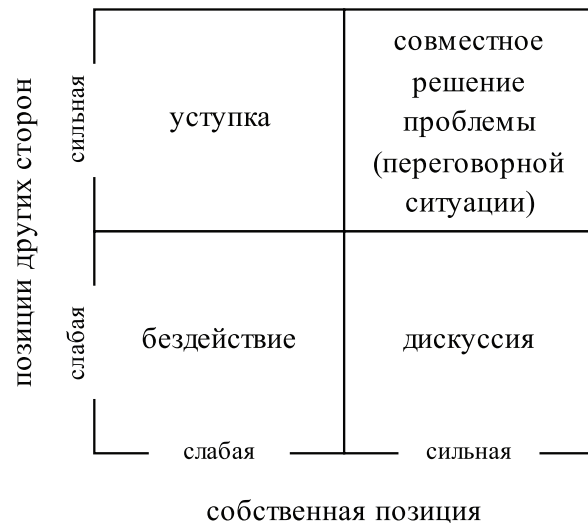 позиции других сторон
сильная
слабая
уступка
совместное
решение
проблемы
(переговорной
ситуации)
бездействие
дискуссия
слабая
сильная
собственная позиция